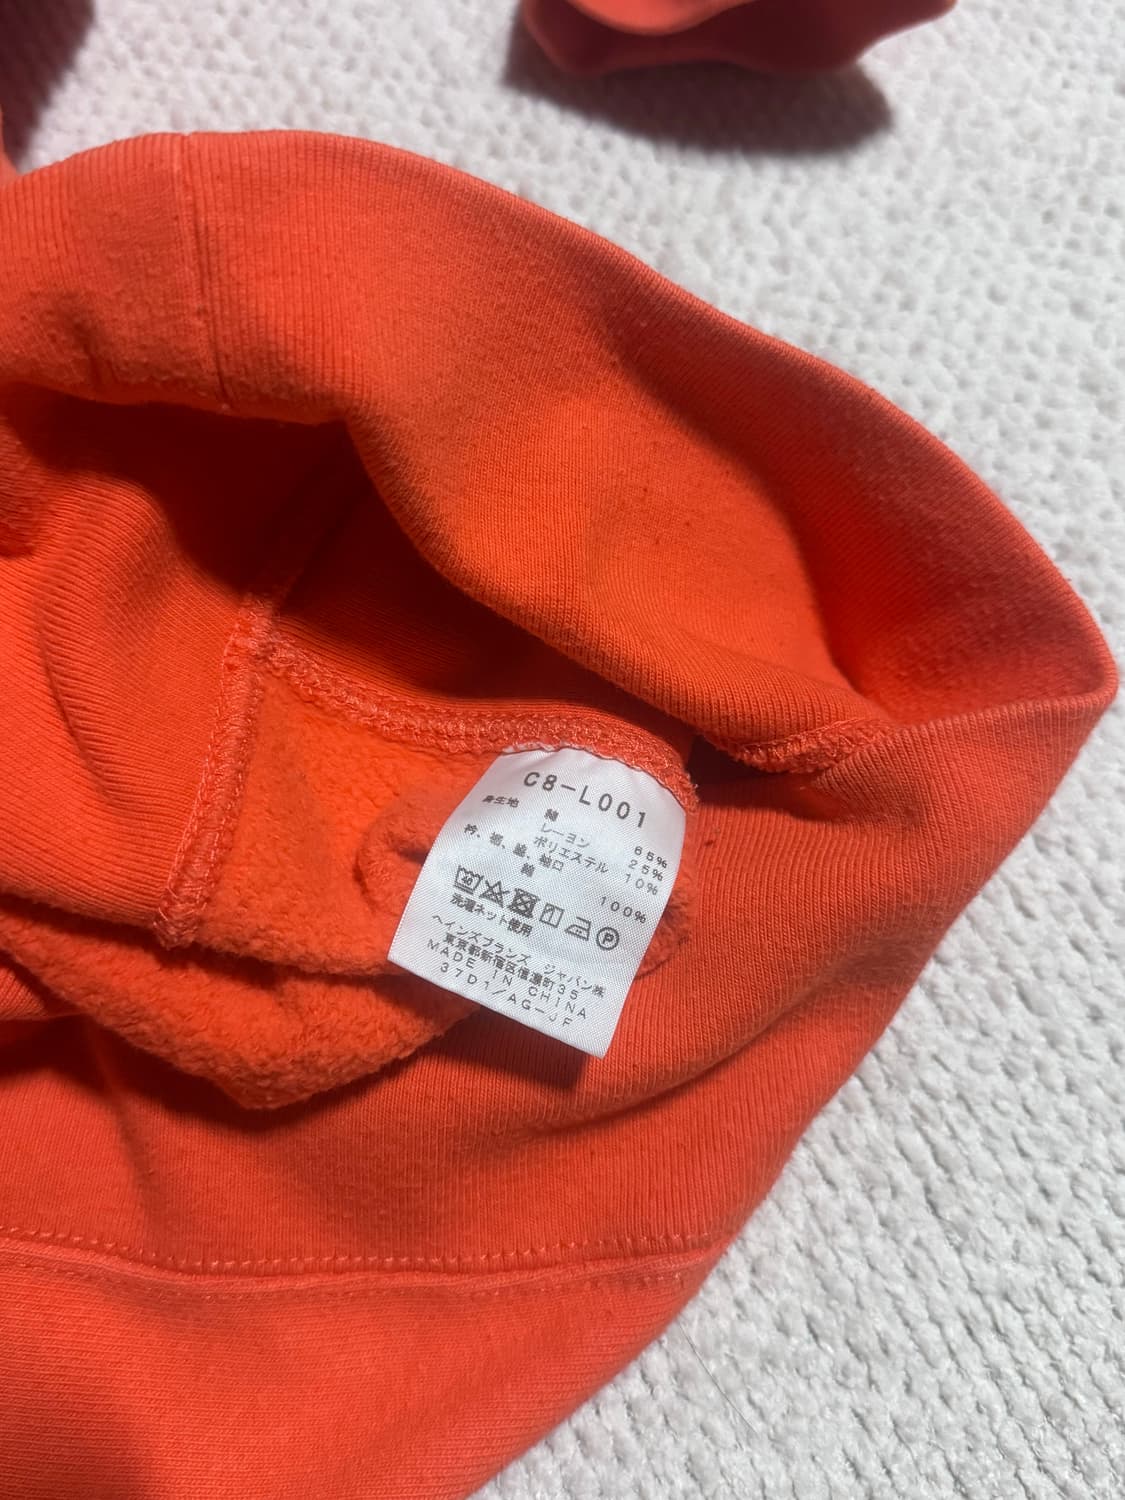 C8-L001
身生地 綿 65%
レーヨン 25%
ポリエステル 10%
衿、裾、脇、袖口
綿 100%
40 P
洗濯ネット使用
ヘインズブランズ ジャパン㈱
東京都新宿区信濃町35
MADE IN CHINA
37D1/AG-JF